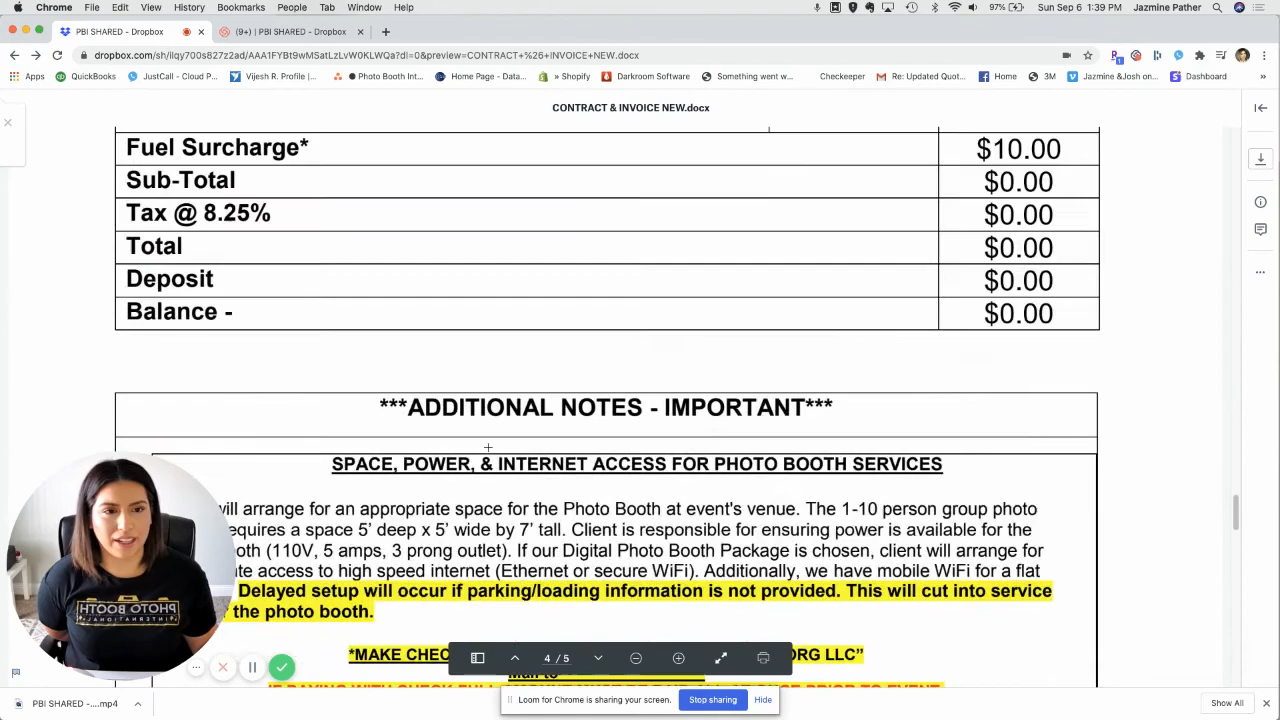 Chrome File Edit View History Bookmarks People Tab Window Help 97% Sun Sep 6 1:39 PM Jazmine Pather
PBI SHARED - Dropbox (9+) | PBI SHARED - Dropbox
dropbox.com/sh/iiqy700s827z2ad/AAA1FYBt9wMSatLzLvW0KLWQa?dl=0&preview=CONTRACT+%26+INVOICE+NEW.docx
Apps QuickBooks JustCall - Cloud P... Vijesh R. Profile |... Photo Booth Int... Home Page - Data... » Shopify Darkroom Software Something went w... Checkeeper Re: Updated Quot... Home 3M Jazmine &Josh on... Dashboard »
CONTRACT & INVOICE NEW.docx
Fuel Surcharge* $10.00
Sub-Total $0.00
Tax @ 8.25% $0.00
Total $0.00
Deposit $0.00
Balance - $0.00
***ADDITIONAL NOTES - IMPORTANT***
SPACE, POWER, & INTERNET ACCESS FOR PHOTO BOOTH SERVICES
will arrange for an appropriate space for the Photo Booth at event's venue. The 1-10 person group photo
requires a space 5' deep x 5' wide by 7' tall. Client is responsible for ensuring power is available for the
oth (110V, 5 amps, 3 prong outlet). If our Digital Photo Booth Package is chosen, client will arrange for
te access to high speed internet (Ethernet or secure WiFi). Additionally, we have mobile WiFi for a flat
Delayed setup will occur if parking/loading information is not provided. This will cut into service
the photo booth.
*MAKE CHEC ORG LLC"
4 / 5
PHOTO BOOTH
INTERNATIONAL
Loom for Chrome is sharing your screen. Stop sharing Hide
PBI SHARED - ....mp4 Show All